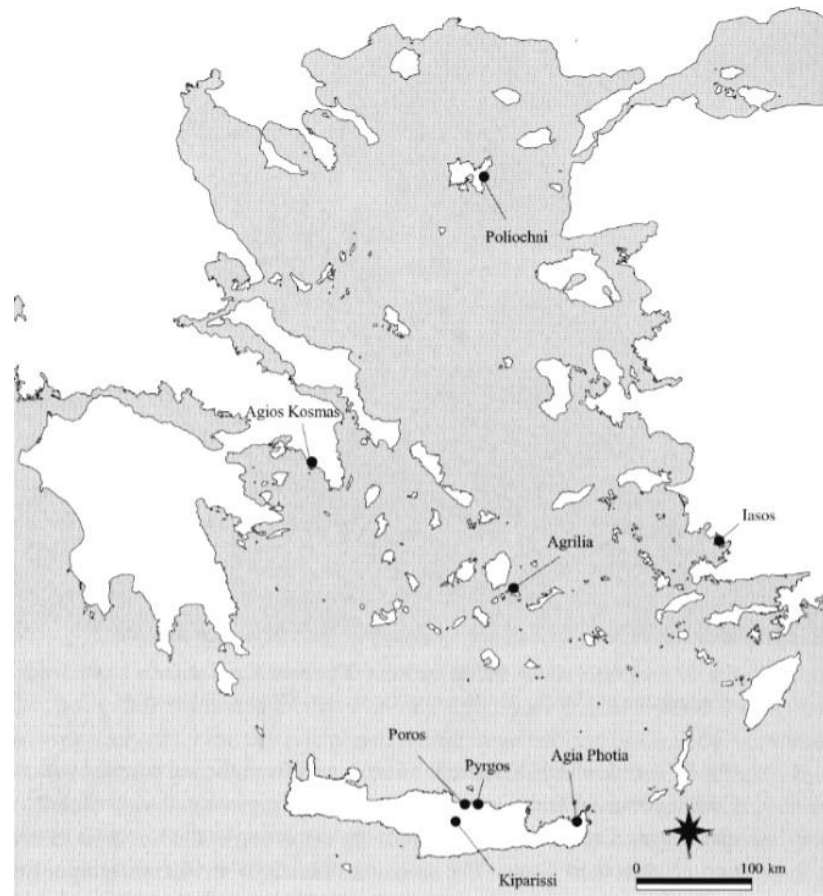 Poliochni
Agios Kosmas
Iasos
Agrilia
Poros
Pyrgos
Agia Photia
Kiparissi
0
100 km